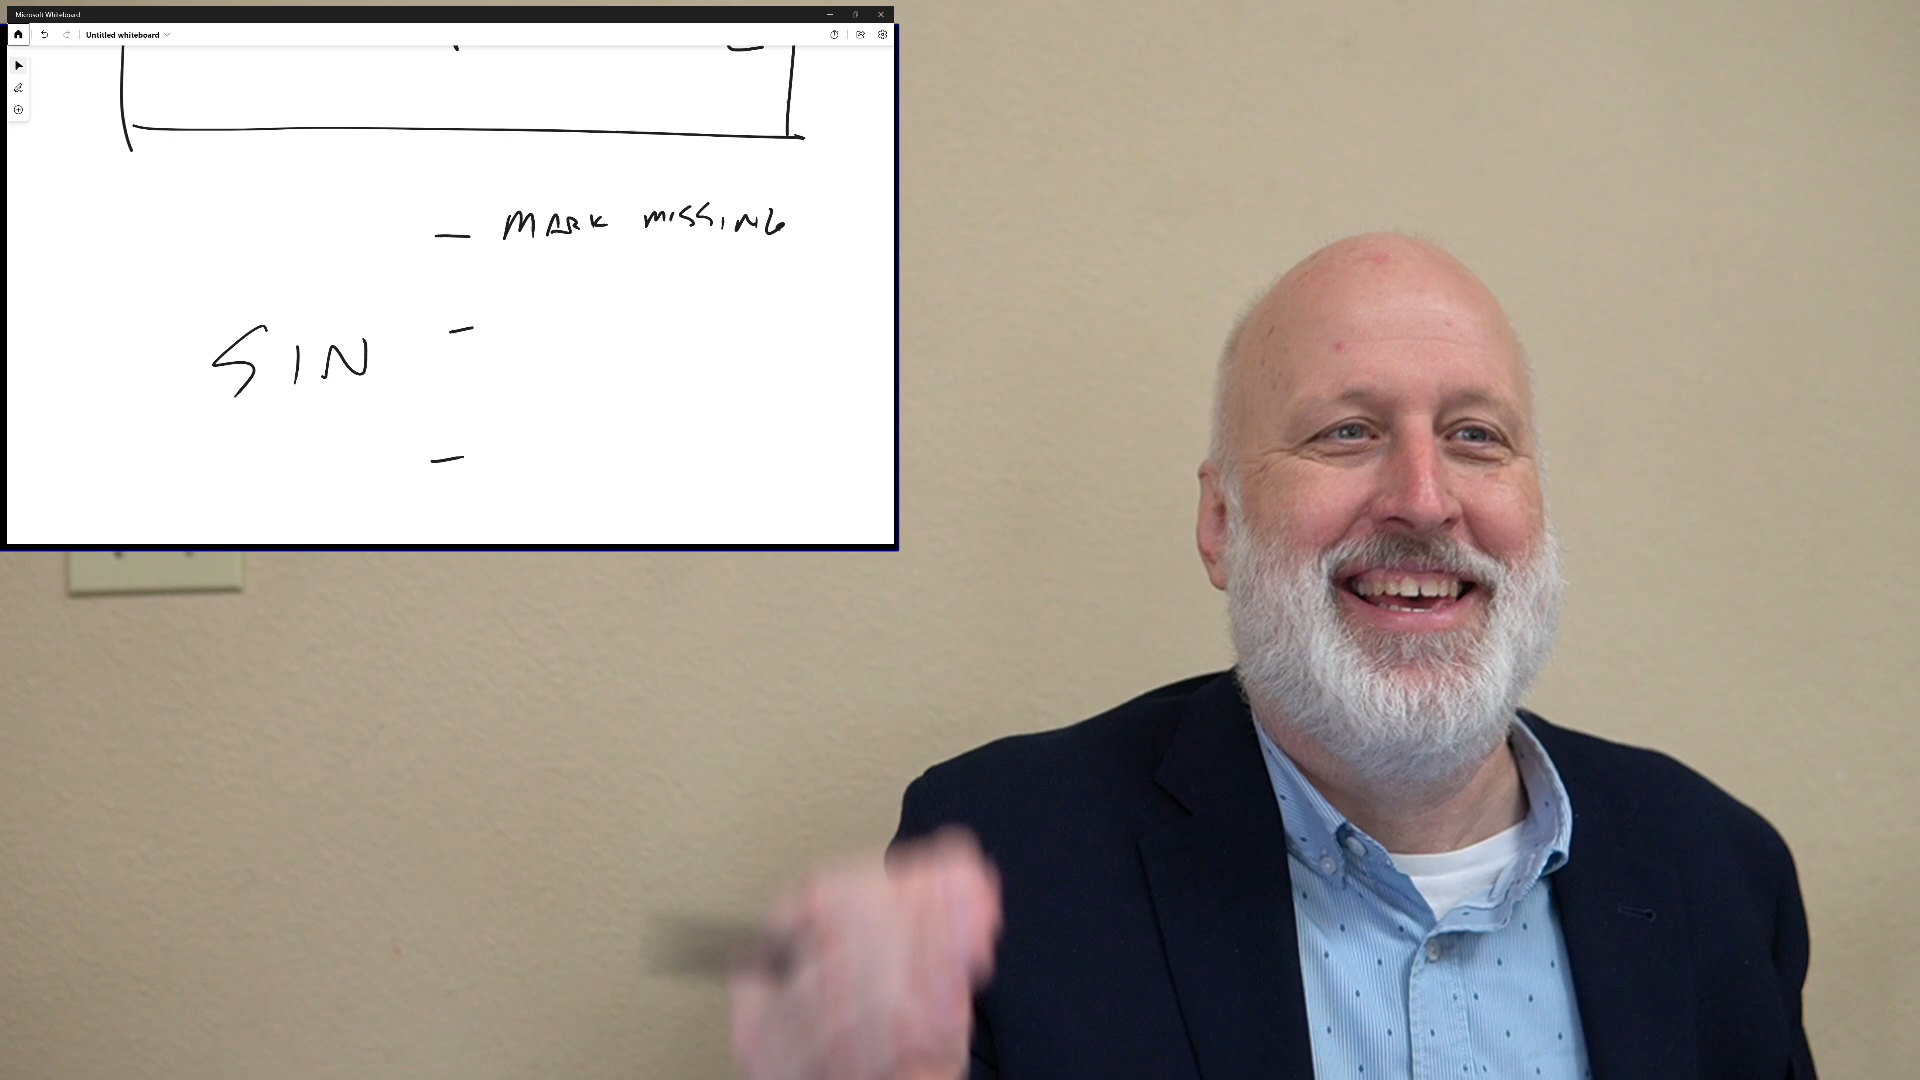 Microsoft Whiteboard
Untitled whiteboard
- MARK MISSING
SIN -
-